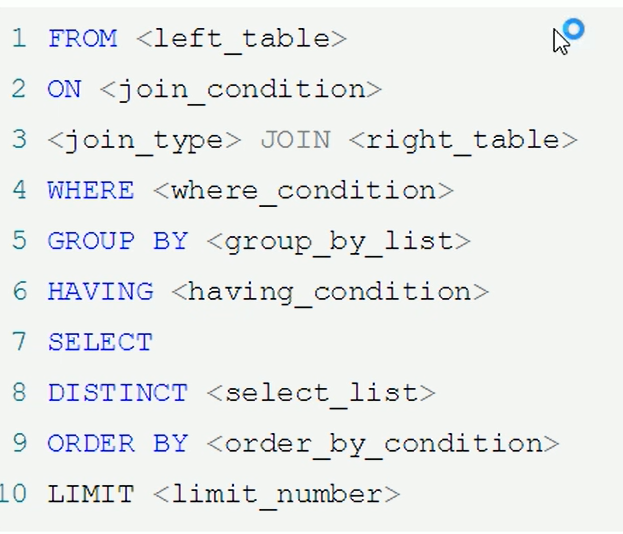 1 FROM <left_table>
2 ON <join_condition>
3 <join_type> JOIN <right_table>
4 WHERE <where_condition>
5 GROUP BY <group_by_list>
6 HAVING <having_condition>
7 SELECT
8 DISTINCT <select_list>
9 ORDER BY <order_by_condition>
10 LIMIT <limit_number>